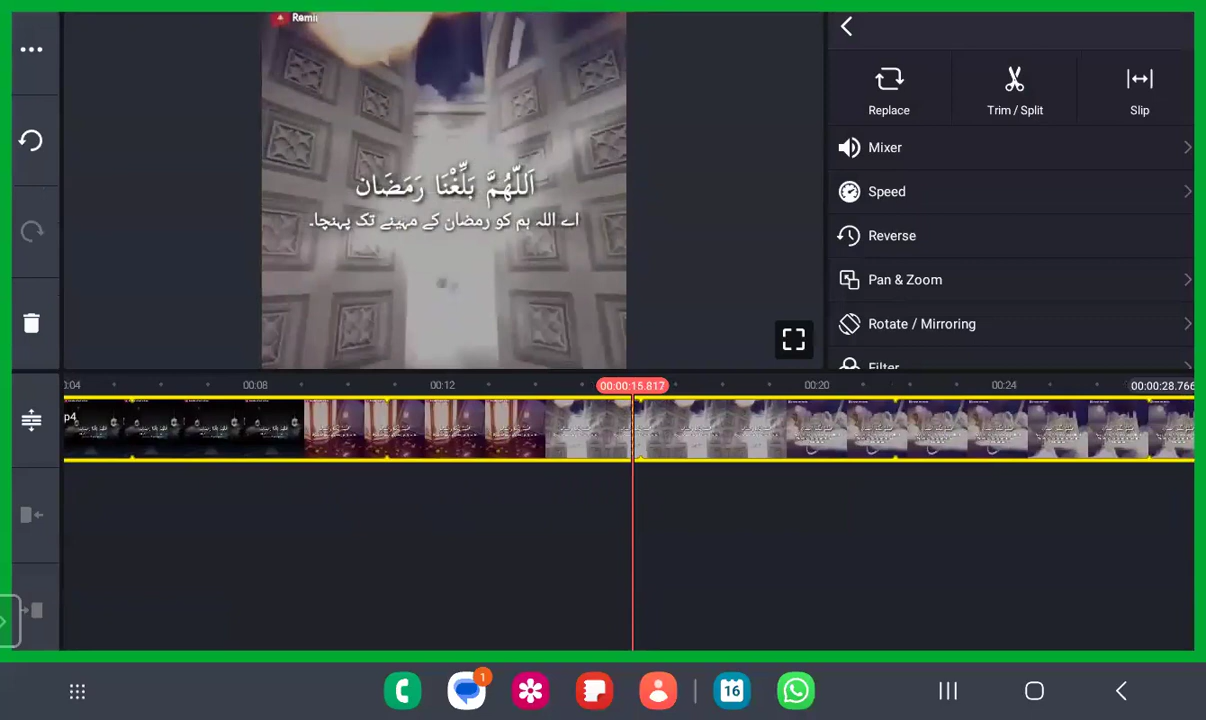 Remii
Replace
Trim / Split
Slip
Mixer
Speed
Reverse
Pan & Zoom
Rotate / Mirroring
Filter
اَللّٰهُمَّ بَلِّغْنَا رَمَضَان
اے اللہ ہم کو رمضان کے مہینے تک پہنچا۔
:04
00:08
00:12
00:00:15.817
00:20
00:24
00:00:28.766
p4
1
16